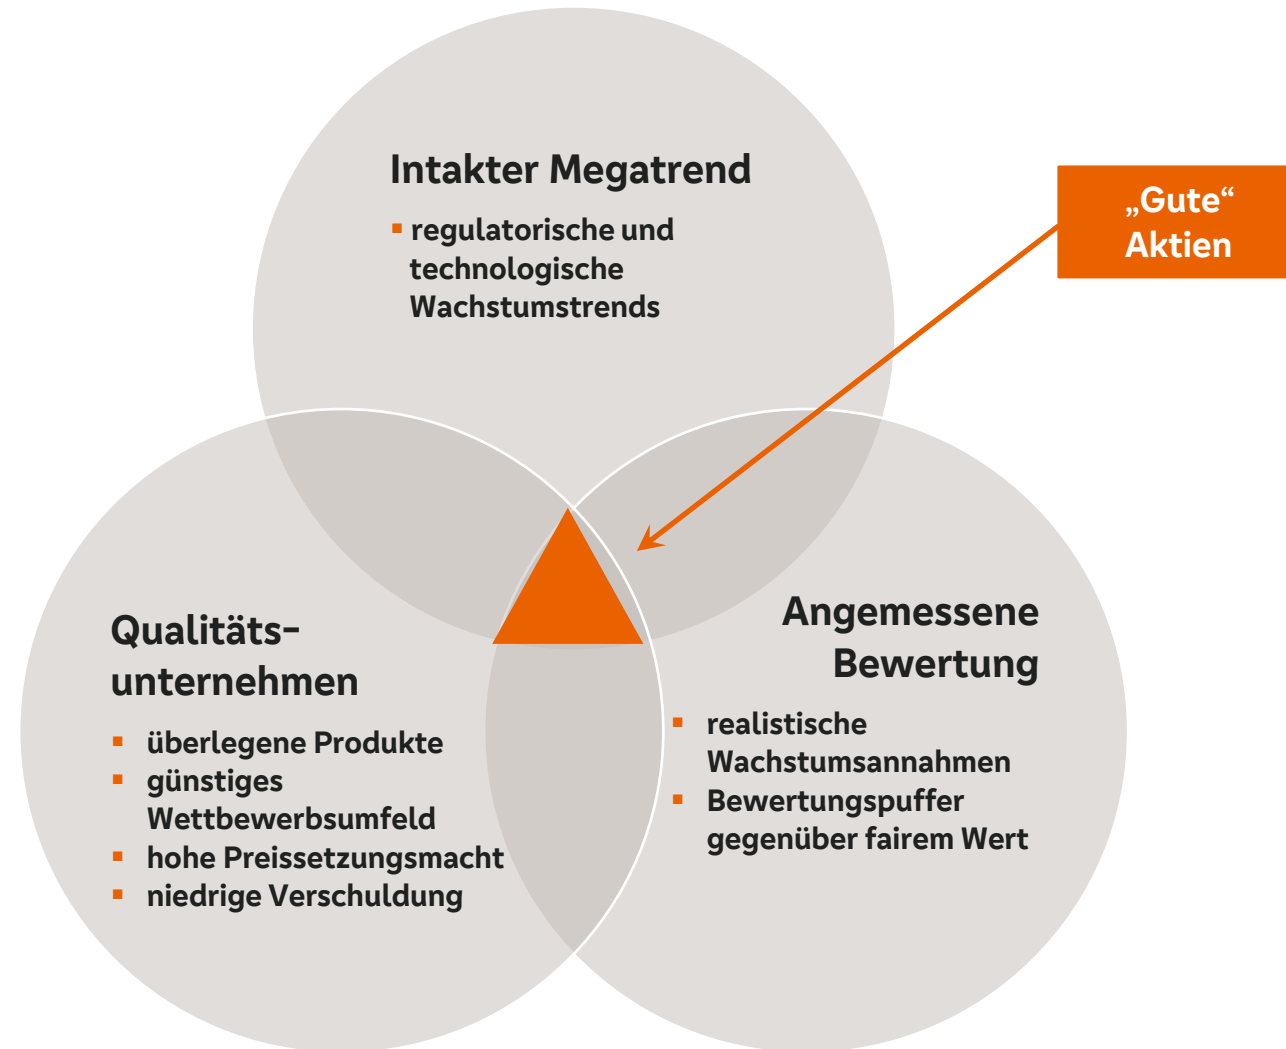 Intakter Megatrend
▪ regulatorische und
technologische
Wachstumstrends
„Gute“
Aktien
Qualitäts-
unternehmen
▪ überlegene Produkte
▪ günstiges
Wettbewerbsumfeld
▪ hohe Preissetzungsmacht
▪ niedrige Verschuldung
Angemessene
Bewertung
▪ realistische
Wachstumsannahmen
▪ Bewertungspuffer
gegenüber fairem Wert